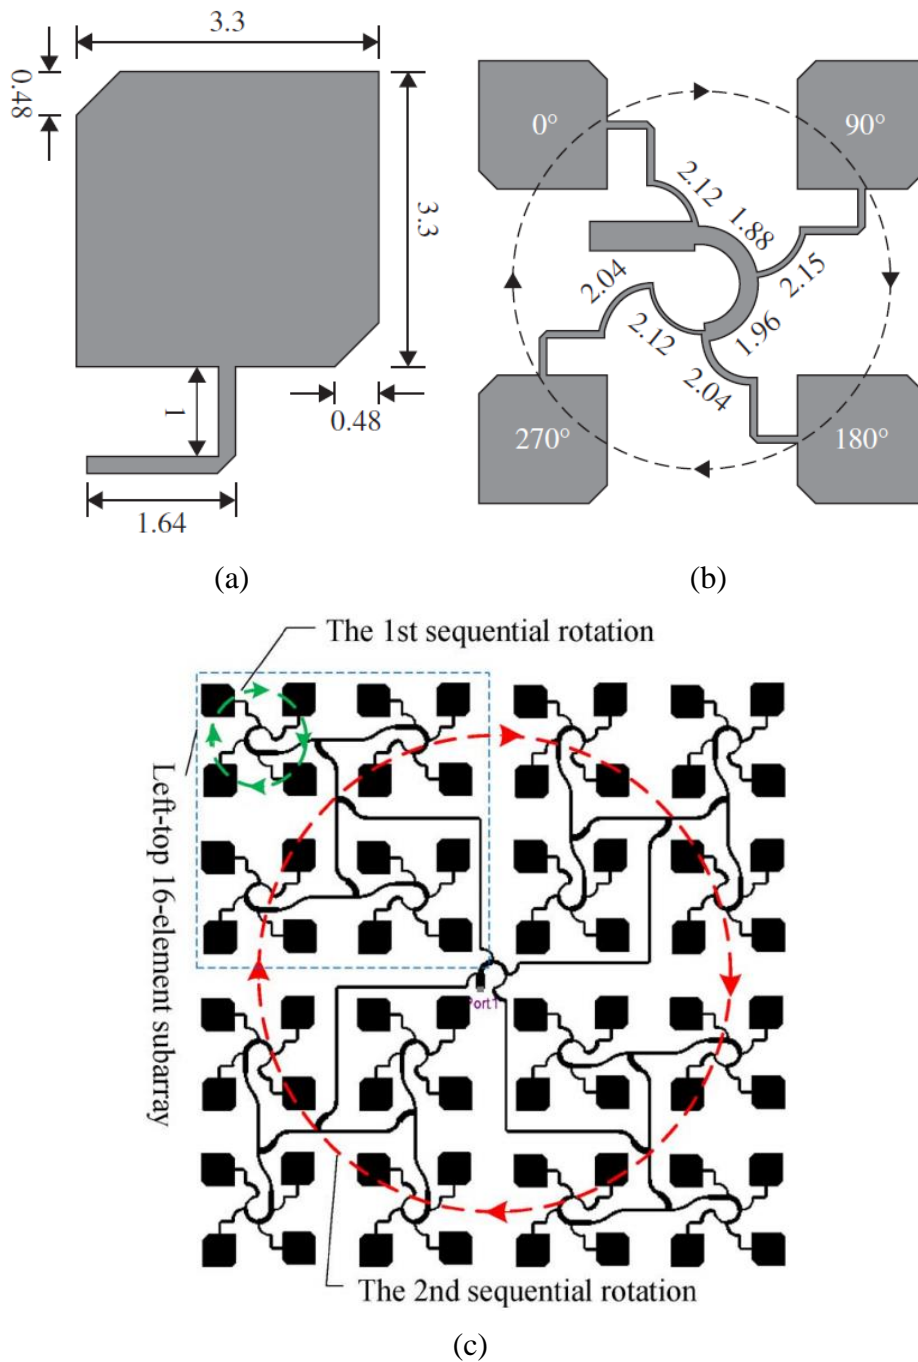 3.3
0.48
3.3
1
0.48
1.64
(a)
0°
90°
2.12
1.88
2.15
2.04
2.12
1.96
2.04
270°
180°
(b)
The 1st sequential rotation
Left-top 16-element subarray
Port1
The 2nd sequential rotation
(c)